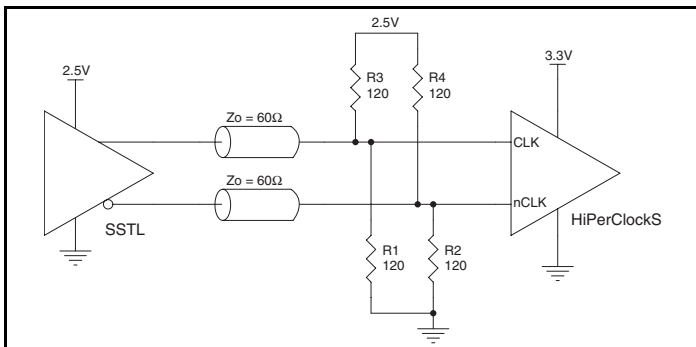 2.5V
2.5V
3.3V
R3
120
R4
120
Zo = 60Ω
CLK
Zo = 60Ω
nCLK
HiPerClockS
SSTL
R1
120
R2
120